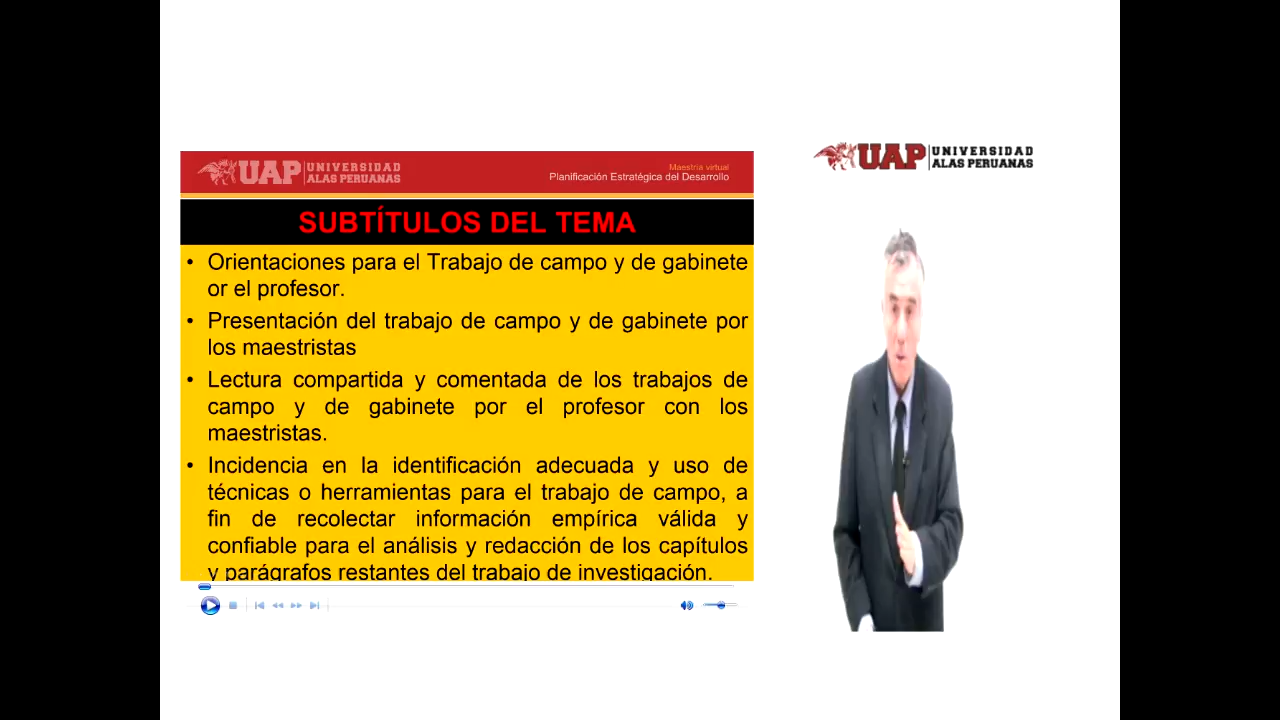 UAP UNIVERSIDAD
ALAS PERUANAS
Maestría virtual
Planificación Estratégica del Desarrollo
SUBTÍTULOS DEL TEMA
• Orientaciones para el Trabajo de campo y de gabinete
or el profesor.
• Presentación del trabajo de campo y de gabinete por
los maestristas
• Lectura compartida y comentada de los trabajos de
campo y de gabinete por el profesor con los
maestristas.
• Incidencia en la identificación adecuada y uso de
técnicas o herramientas para el trabajo de campo, a
fin de recolectar información empírica válida y
confiable para el análisis y redacción de los capítulos
y parágrafos restantes del trabajo de investigación.
UAP UNIVERSIDAD
ALAS PERUANAS